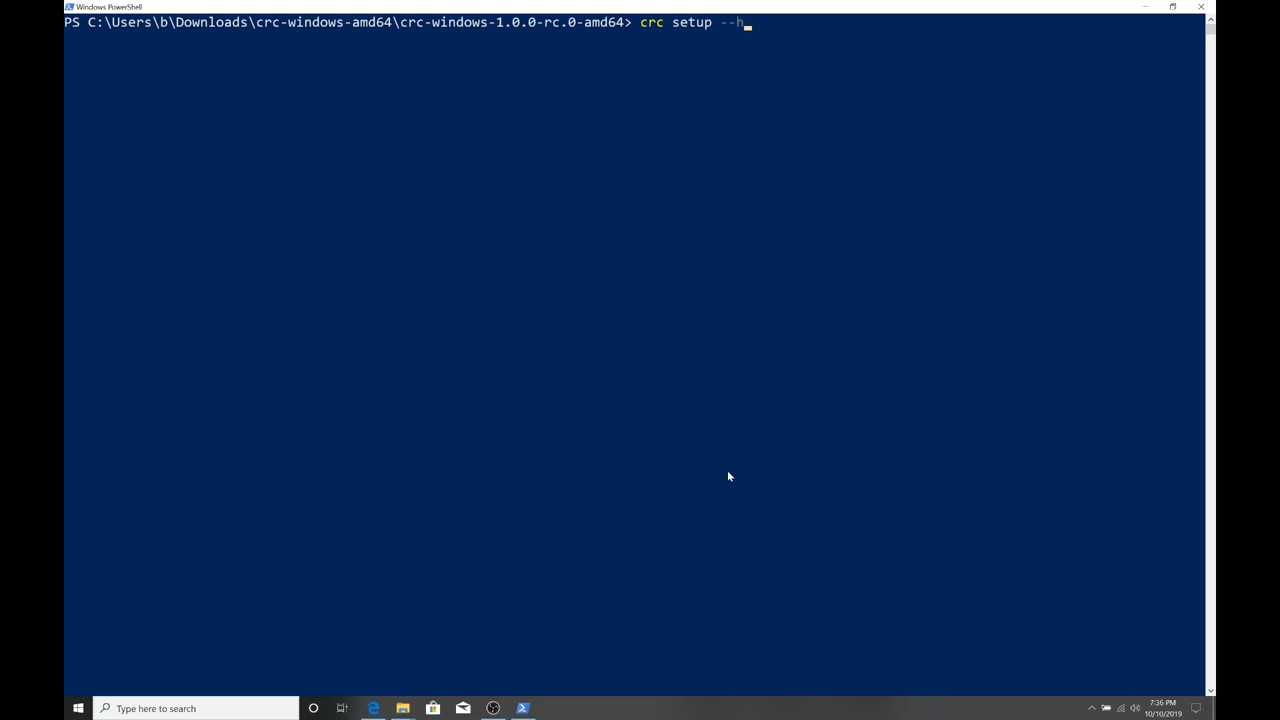 Windows PowerShell
PS C:\Users\b\Downloads\crc-windows-amd64\crc-windows-1.0.0-rc.0-amd64> crc setup --h
Type here to search
7:36 PM
10/10/2019